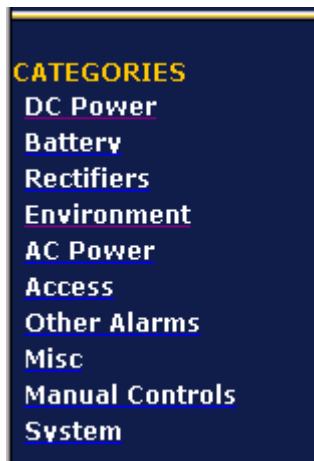 CATEGORIES
DC Power
Battery
Rectifiers
Environment
AC Power
Access
Other Alarms
Misc
Manual Controls
System